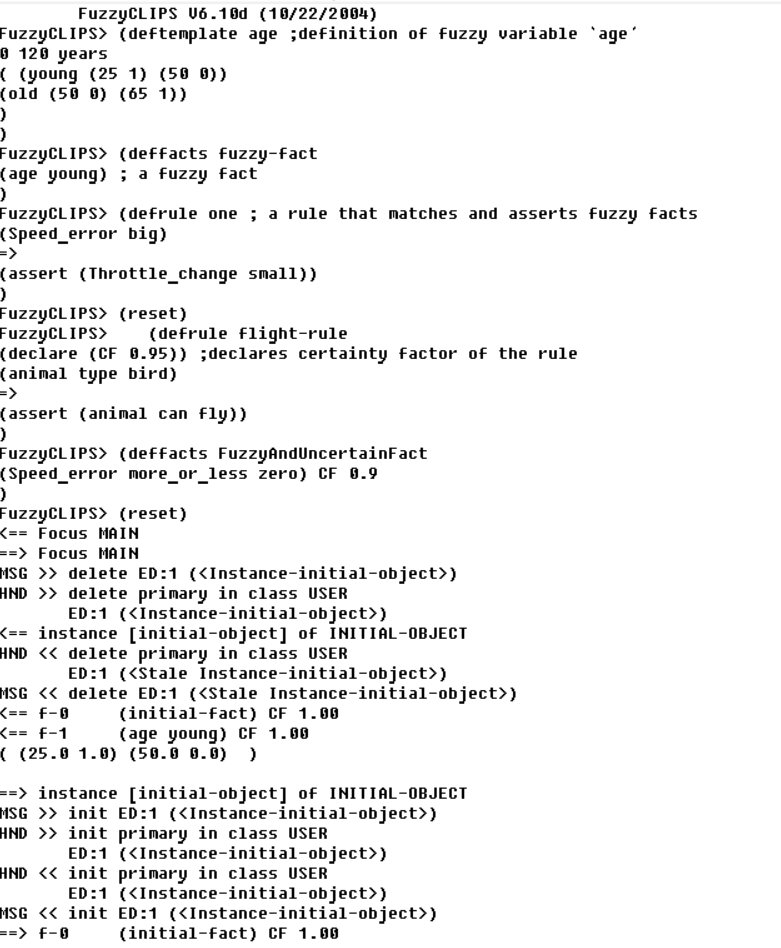 FuzzyCLIPS V6.10d (10/22/2004)
FuzzyCLIPS> (deftemplate age ;definition of fuzzy variable `age´
0 120 years
( (young (25 1) (50 0))
(old (50 0) (65 1))
)
)
FuzzyCLIPS> (deffacts fuzzy-fact
(age young) ; a fuzzy fact
)
FuzzyCLIPS> (defrule one ; a rule that matches and asserts fuzzy facts
(Speed_error big)
=>
(assert (Throttle_change small))
)
FuzzyCLIPS> (reset)
FuzzyCLIPS>    (defrule flight-rule
(declare (CF 0.95)) ;declares certainty factor of the rule
(animal type bird)
=>
(assert (animal can fly))
)
FuzzyCLIPS> (deffacts FuzzyAndUncertainFact
(Speed_error more_or_less zero) CF 0.9
)
FuzzyCLIPS> (reset)
<== Focus MAIN
==> Focus MAIN
MSG >> delete ED:1 (<Instance-initial-object>)
HND >> delete primary in class USER
ED:1 (<Instance-initial-object>)
<== instance [initial-object] of INITIAL-OBJECT
HND << delete primary in class USER
ED:1 (<Stale Instance-initial-object>)
MSG << delete ED:1 (<Stale Instance-initial-object>)
<== f-0     (initial-fact) CF 1.00
<== f-1     (age young) CF 1.00
( (25.0 1.0) (50.0 0.0)  )
==> instance [initial-object] of INITIAL-OBJECT
MSG >> init ED:1 (<Instance-initial-object>)
HND >> init primary in class USER
ED:1 (<Instance-initial-object>)
HND << init primary in class USER
ED:1 (<Instance-initial-object>)
MSG << init ED:1 (<Instance-initial-object>)
==> f-0     (initial-fact) CF 1.00